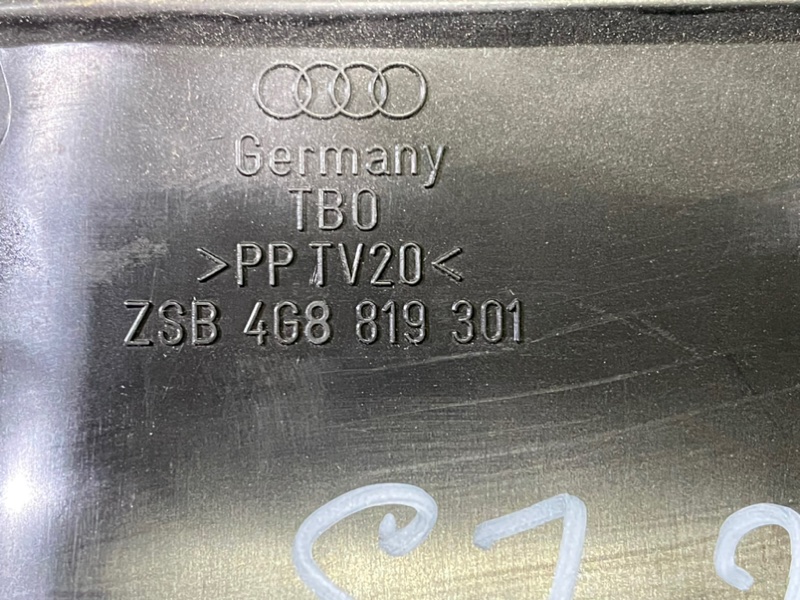 Germany
TBO
>PP TV20<
ZSB 4G8 819 301